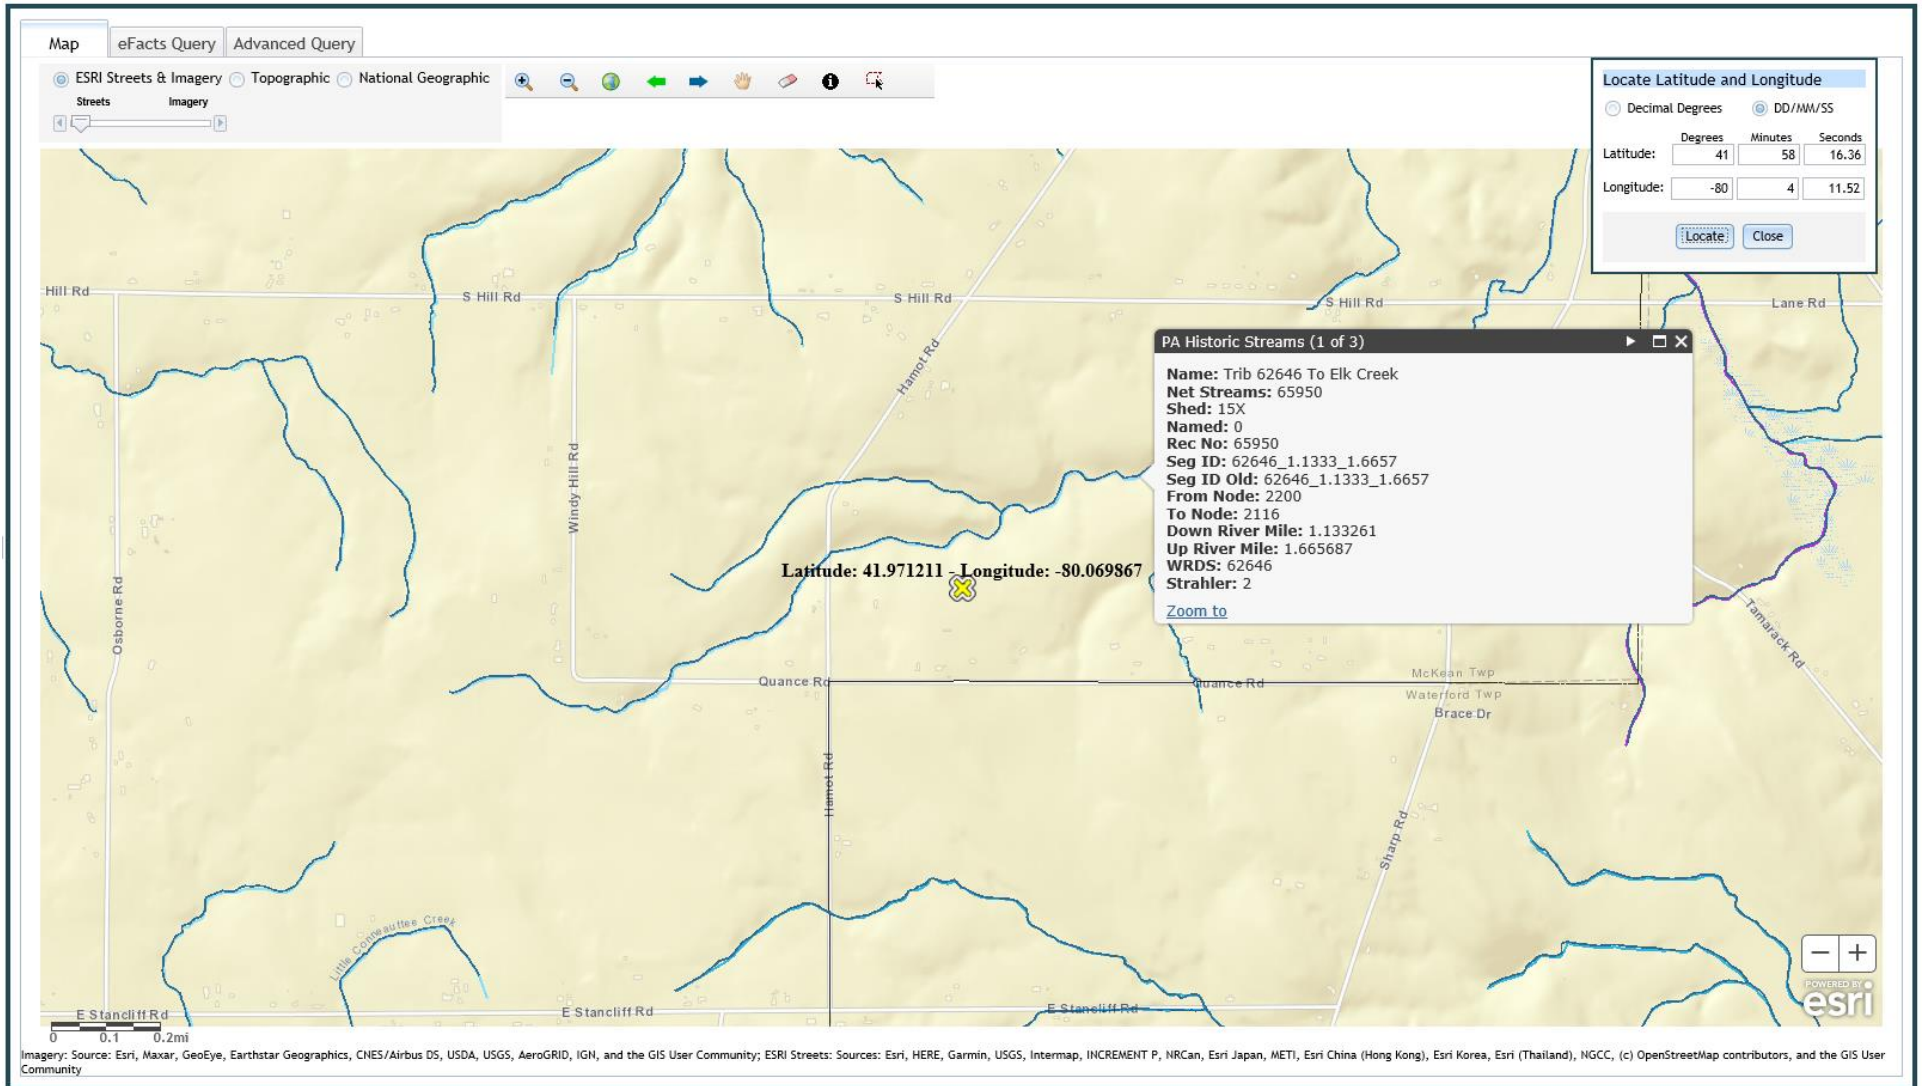 Map eFacts Query Advanced Query
ESRI Streets & Imagery Topographic National Geographic
Streets Imagery
Locate Latitude and Longitude
Decimal Degrees DD/MM/SS
Degrees Minutes Seconds
Latitude: 41 58 16.36
Longitude: -80 4 11.52
Locate Close
Hill Rd
S Hill Rd
S Hill Rd
S Hill Rd
Lane Rd
Hamot Rd
PA Historic Streams (1 of 3)
Name: Trib 62646 To Elk Creek
Net Streams: 65950
Shed: 15X
Named: 0
Rec No: 65950
Seg ID: 62646_1.1333_1.6657
Seg ID Old: 62646_1.1333_1.6657
From Node: 2200
To Node: 2116
Down River Mile: 1.133261
Up River Mile: 1.665687
WRDS: 62646
Strahler: 2
Zoom to
Windy Hill Rd
Latitude: 41.971211 - Longitude: -80.069867
Osborne Rd
Tamarack Rd
Quance Rd
Quance Rd
McKean Twp
Waterford Twp
Brace Dr
Hamot Rd
Sharp Rd
Little Conneauttee Creek
E Stancliff Rd
E Stancliff Rd
E Stancliff Rd
− +
POWERED BY
esri
0 0.1 0.2mi
Imagery: Source: Esri, Maxar, GeoEye, Earthstar Geographics, CNES/Airbus DS, USDA, USGS, AeroGRID, IGN, and the GIS User Community; ESRI Streets: Sources: Esri, HERE, Garmin, USGS, Intermap, INCREMENT P, NRCan, Esri Japan, METI, Esri China (Hong Kong), Esri Korea, Esri (Thailand), NGCC, (c) OpenStreetMap contributors, and the GIS User
Community